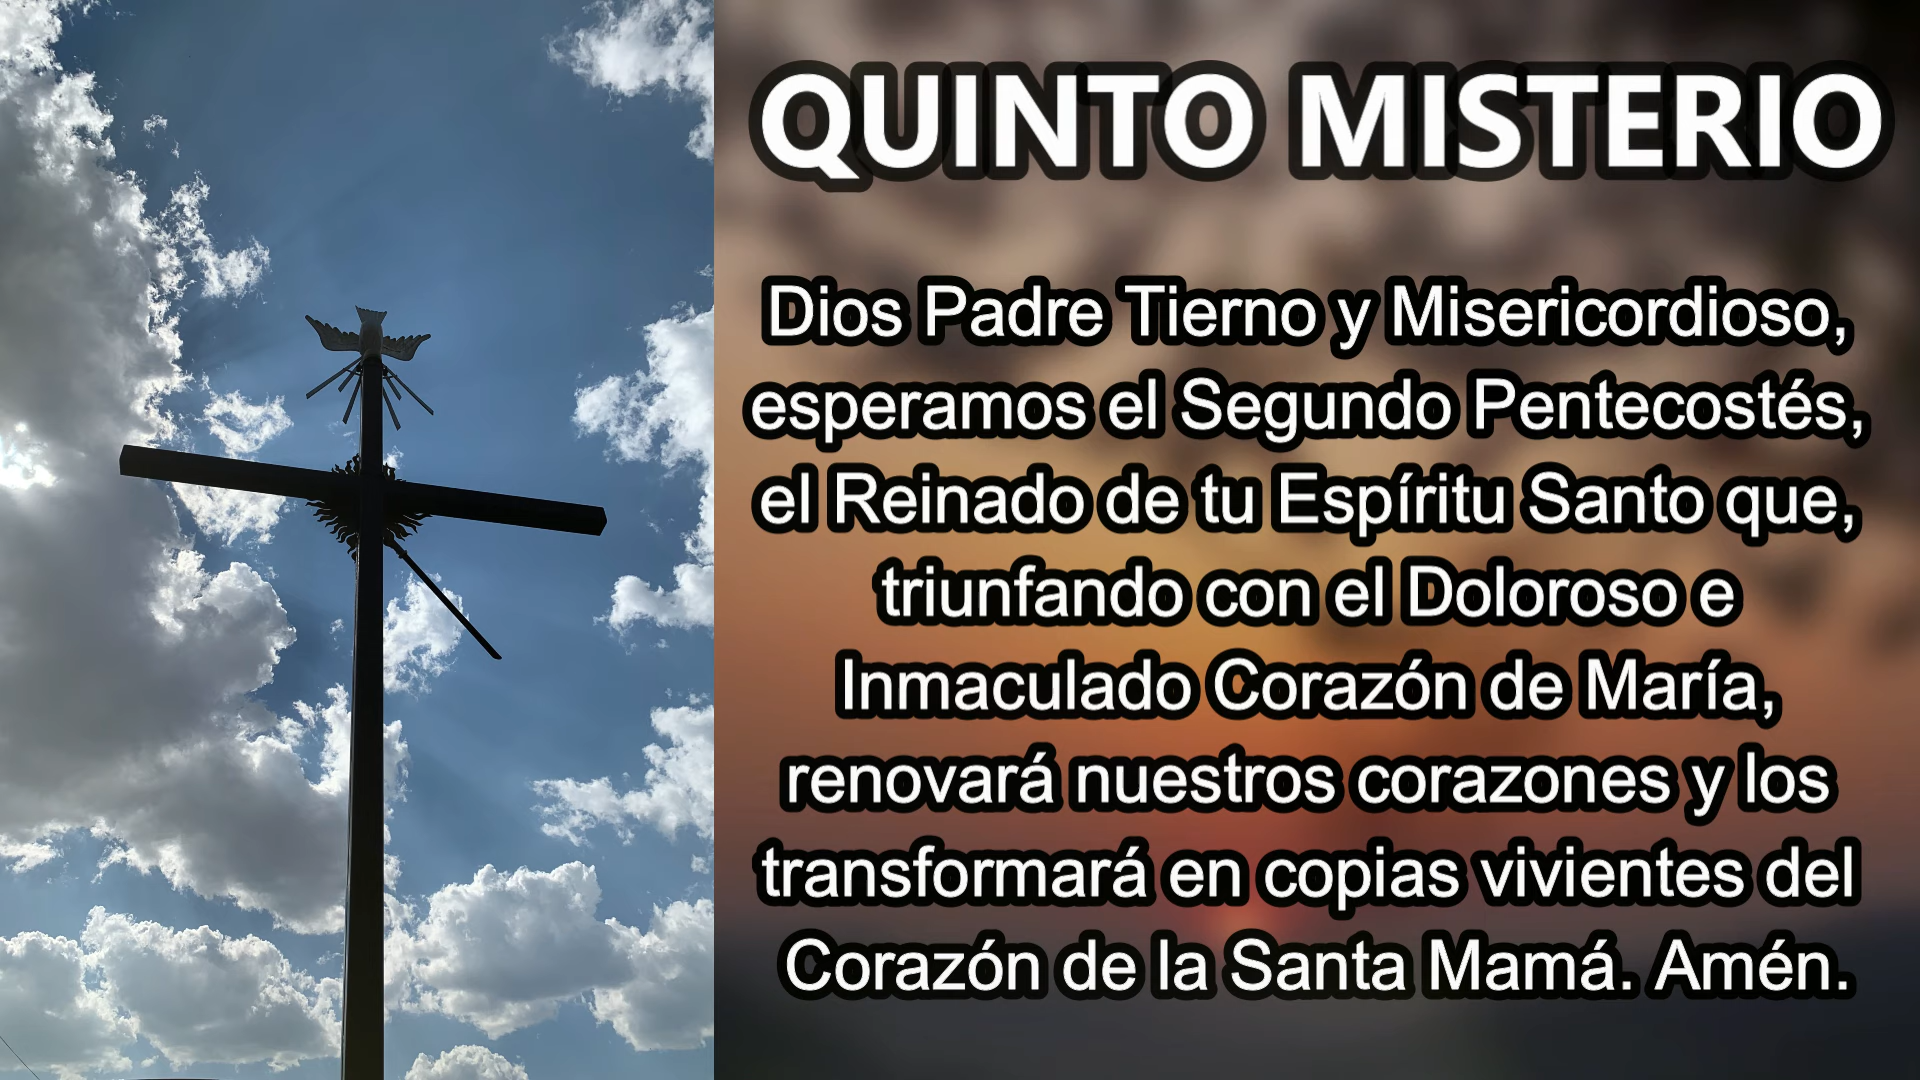 QUINTO MISTERIO
Dios Padre Tierno y Misericordioso,
esperamos el Segundo Pentecostés,
el Reinado de tu Espíritu Santo que,
triunfando con el Doloroso e
Inmaculado Corazón de María,
renovará nuestros corazones y los
transformará en copias vivientes del
Corazón de la Santa Mamá. Amén.